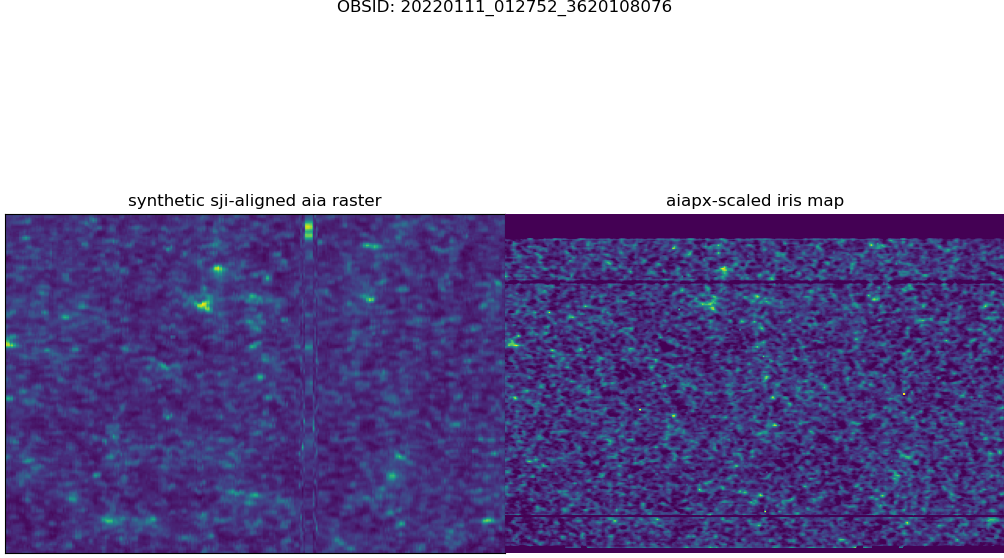 OBSID: 20220111_012752_3620108076
synthetic sji-aligned aia raster
aiapx-scaled iris map